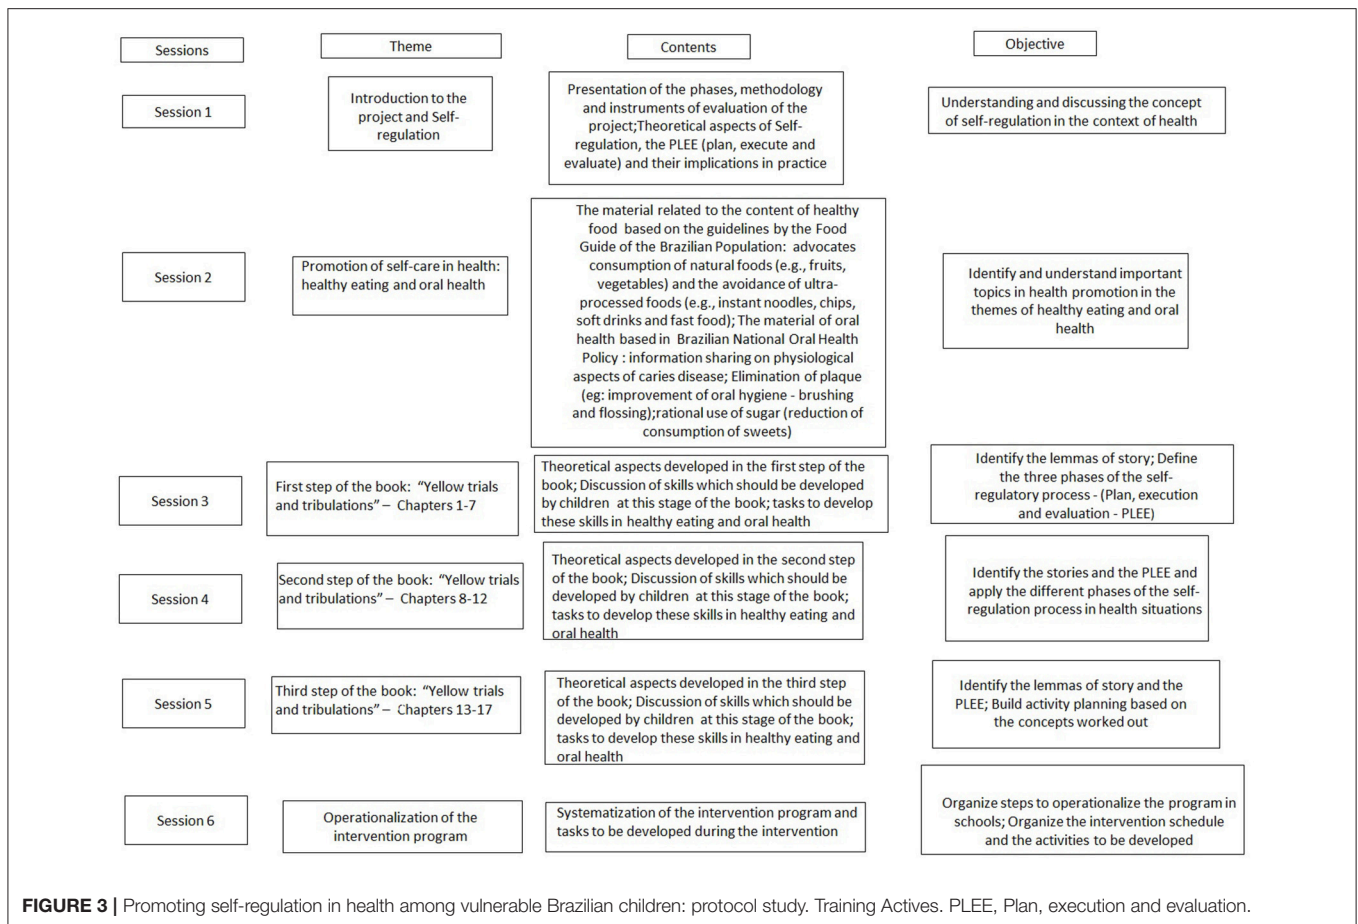 Sessions
Theme
Contents
Objective
Session 1
Introduction to the
project and Self-
regulation
Presentation of the phases, methodology
and instruments of evaluation of the
project;Theoretical aspects of Self-
regulation, the PLEE (plan, execute and
evaluate) and their implications in practice
Understanding and discussing the concept
of self-regulation in the context of health
Session 2
Promotion of self-care in health:
healthy eating and oral health
The material related to the content of healthy
food based on the guidelines by the Food
Guide of the Brazilian Population: advocates
consumption of natural foods (e.g., fruits,
vegetables) and the avoidance of ultra-
processed foods (e.g., instant noodles, chips,
soft drinks and fast food); The material of oral
health based in Brazilian National Oral Health
Policy : information sharing on physiological
aspects of caries disease; Elimination of plaque
(eg: improvement of oral hygiene - brushing
and flossing);rational use of sugar (reduction of
consumption of sweets)
Identify and understand important
topics in health promotion in the
themes of healthy eating and oral
health
Session 3
First step of the book: “Yellow trials
and tribulations” – Chapters 1-7
Theoretical aspects developed in the first step of the
book; Discussion of skills which should be developed
by children at this stage of the book; tasks to develop
these skills in healthy eating and oral health
Identify the lemmas of story; Define
the three phases of the self-
regulatory process - (Plan, execution
and evaluation - PLEE)
Session 4
Second step of the book: “Yellow trials
and tribulations” – Chapters 8-12
Theoretical aspects developed in the second step
of the book; Discussion of skills which should be
developed by children at this stage of the book;
tasks to develop these skills in healthy eating and
oral health
Identify the stories and the PLEE and
apply the different phases of the self-
regulation process in health situations
Session 5
Third step of the book: “Yellow trials
and tribulations” – Chapters 13-17
Theoretical aspects developed in the third step
of the book; Discussion of skills which should be
developed by children at this stage of the book;
tasks to develop these skills in healthy eating and
oral health
Identify the lemmas of story and the
PLEE; Build activity planning based on
the concepts worked out
Session 6
Operationalization of the
intervention program
Systematization of the intervention program and
tasks to be developed during the intervention
Organize steps to operationalize the program in
schools; Organize the intervention schedule
and the activities to be developed
FIGURE 3 | Promoting self-regulation in health among vulnerable Brazilian children: protocol study. Training Actives. PLEE, Plan, execution and evaluation.